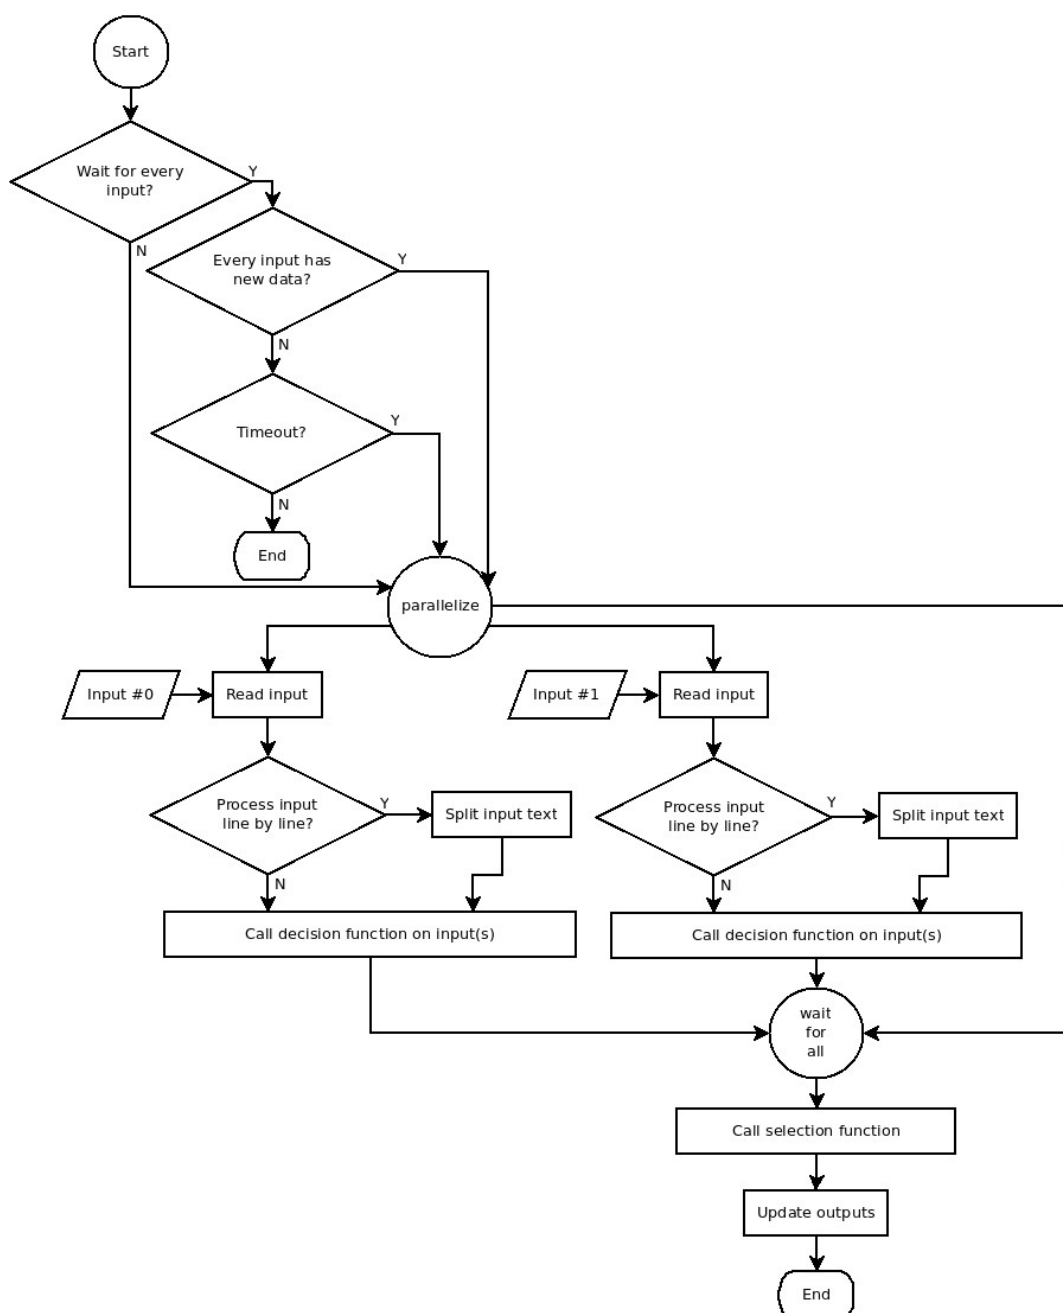 Start
Wait for every
input?
Y
N
Every input has
new data?
Y
N
Timeout?
Y
N
End
parallelize
Input #0
Read input
Input #1
Read input
Process input
line by line?
Y
Split input text
N
Process input
line by line?
Y
Split input text
N
Call decision function on input(s)
Call decision function on input(s)
wait
for
all
Call selection function
Update outputs
End